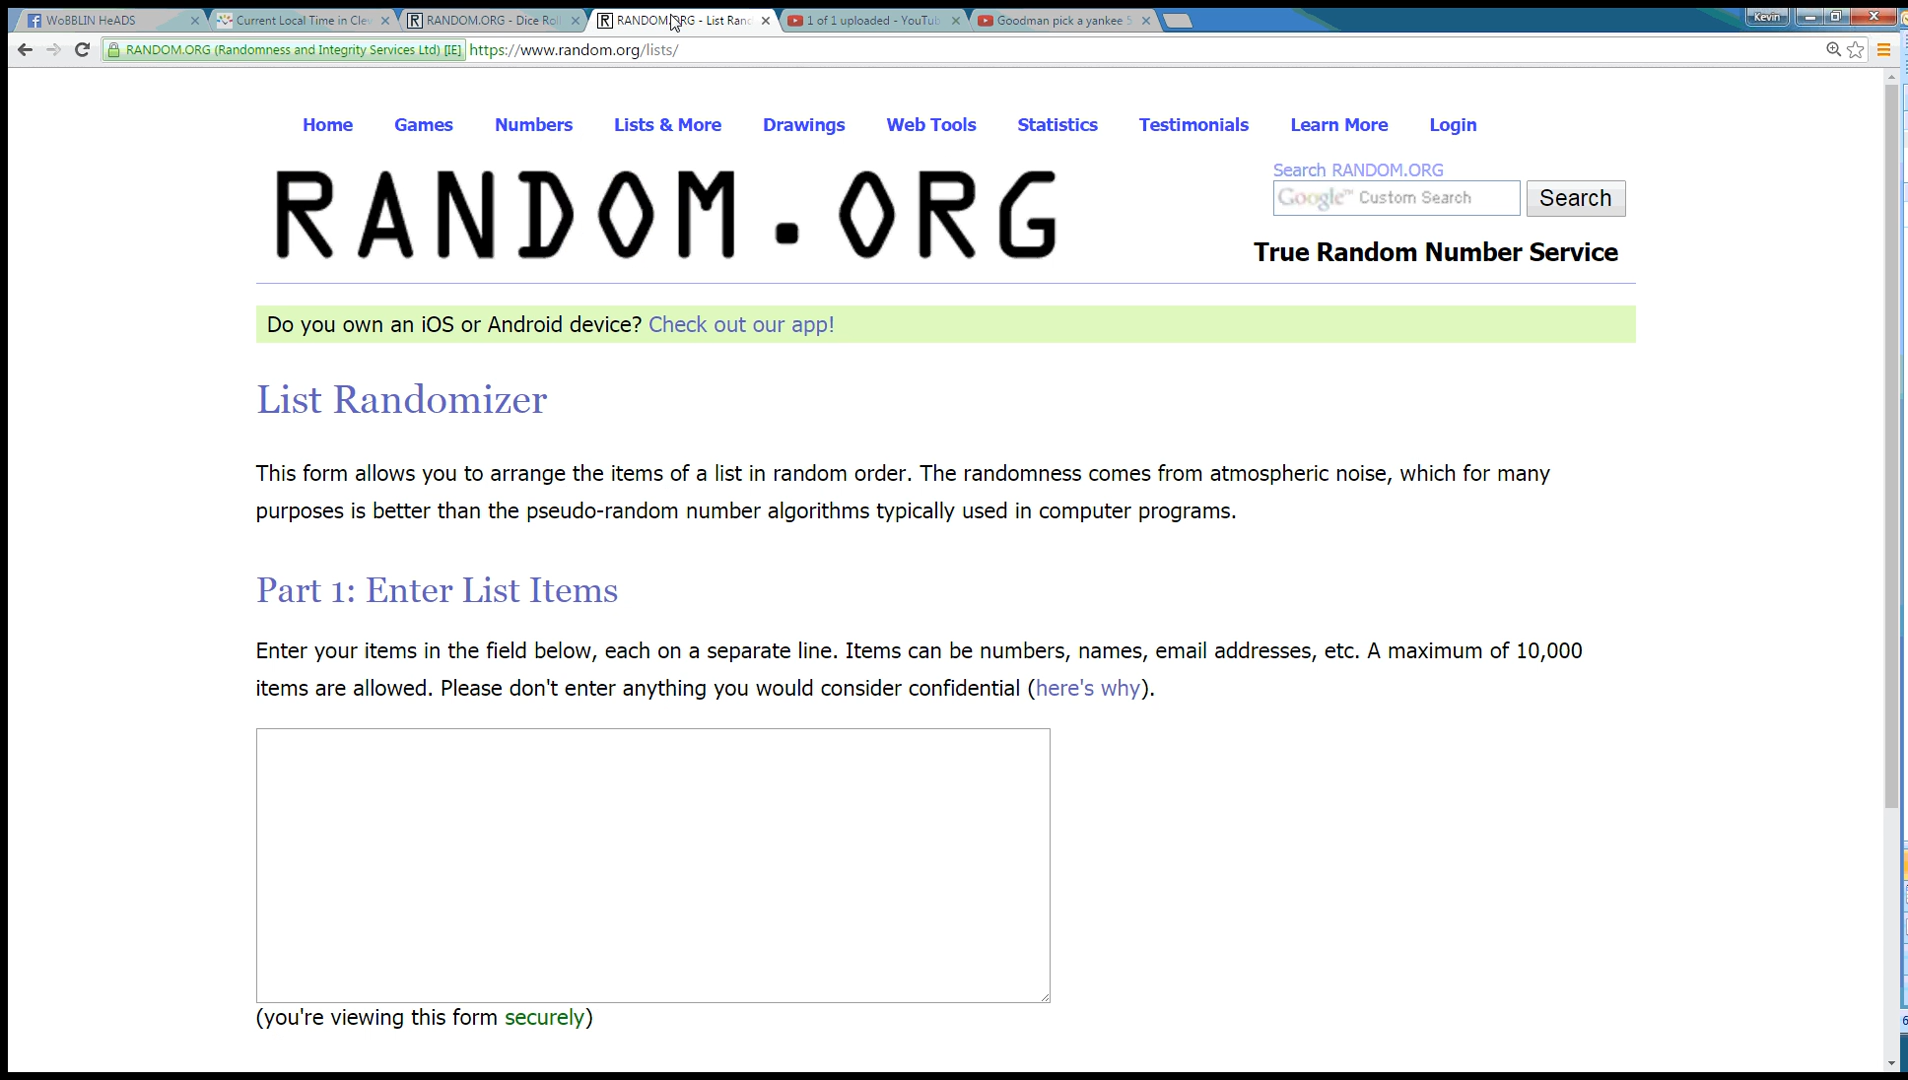 WoBBLIN HeADS
Current Local Time in Clev
RANDOM.ORG - Dice Roll
RANDOM.ORG - List Rand
1 of 1 uploaded - YouTub
Goodman pick a yankee 5
Kevin
RANDOM.ORG (Randomness and Integrity Services Ltd) [IE]
https://www.random.org/lists/
Home Games Numbers Lists & More Drawings Web Tools Statistics Testimonials Learn More Login
RANDOM.ORG
Search RANDOM.ORG
Google™ Custom Search
Search
True Random Number Service
Do you own an iOS or Android device? Check out our app!
List Randomizer
This form allows you to arrange the items of a list in random order. The randomness comes from atmospheric noise, which for many
purposes is better than the pseudo-random number algorithms typically used in computer programs.
Part 1: Enter List Items
Enter your items in the field below, each on a separate line. Items can be numbers, names, email addresses, etc. A maximum of 10,000
items are allowed. Please don't enter anything you would consider confidential (here's why).
(you're viewing this form securely)